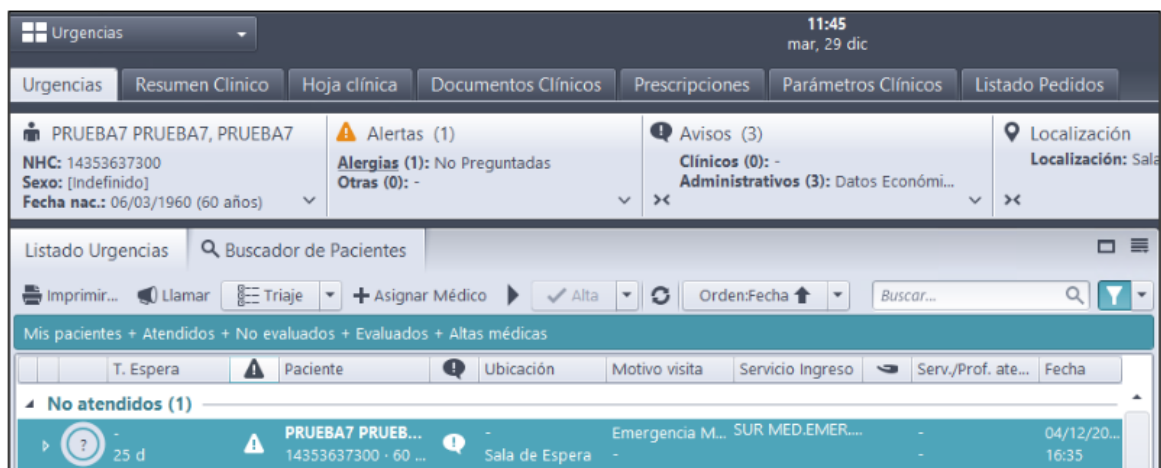 Urgencias
11:45
mar, 29 dic
Urgencias Resumen Clinico Hoja clínica Documentos Clínicos Prescripciones Parámetros Clínicos Listado Pedidos
PRUEBA7 PRUEBA7, PRUEBA7 Alertas (1) Avisos (3) Localización
NHC: 14353637300 Alergias (1): No Preguntadas Clínicos (0): - Localización: Sala
Sexo: [Indefinido] Otras (0): - Administrativos (3): Datos Económi...
Fecha nac.: 06/03/1960 (60 años)
Listado Urgencias Buscador de Pacientes
Imprimir... Llamar Triaje Asignar Médico Alta Orden:Fecha Buscar...
Mis pacientes + Atendidos + No evaluados + Evaluados + Altas médicas
T. Espera Paciente Ubicación Motivo visita Servicio Ingreso Serv./Prof. ate... Fecha
No atendidos (1)
? - PRUEBA7 PRUEB... - Emergencia M... SUR MED.EMER.... - 04/12/20...
25 d 14353637300 · 60 ... Sala de Espera - - 16:35